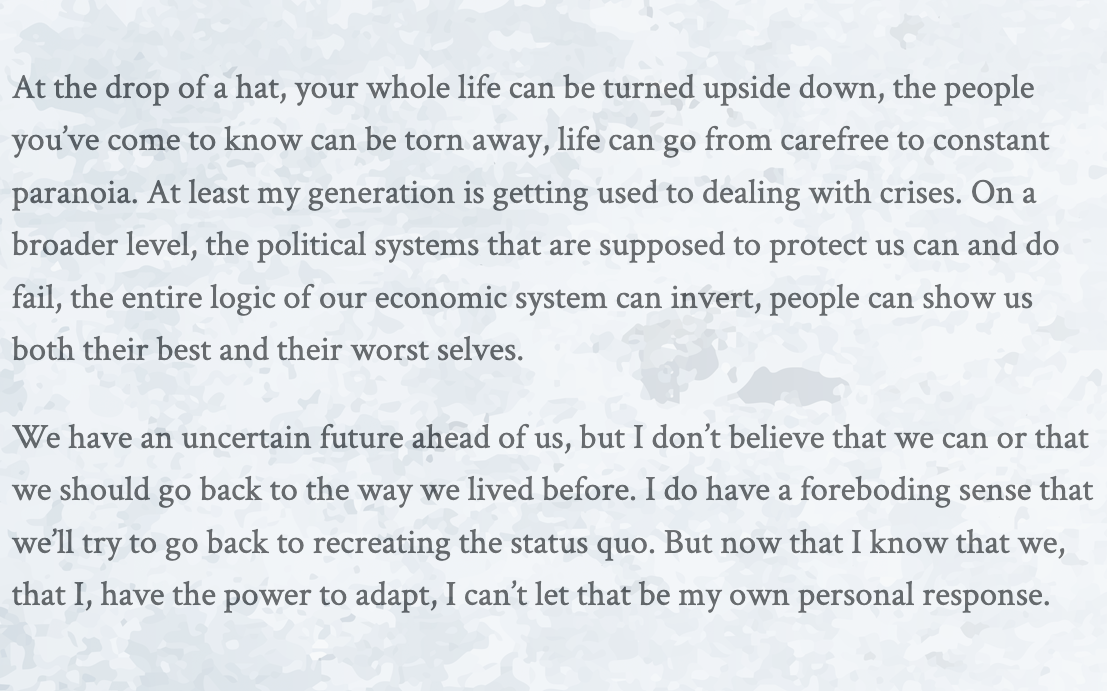 At the drop of a hat, your whole life can be turned upside down, the people
you’ve come to know can be torn away, life can go from carefree to constant
paranoia. At least my generation is getting used to dealing with crises. On a
broader level, the political systems that are supposed to protect us can and do
fail, the entire logic of our economic system can invert, people can show us
both their best and their worst selves.
We have an uncertain future ahead of us, but I don’t believe that we can or that
we should go back to the way we lived before. I do have a foreboding sense that
we’ll try to go back to recreating the status quo. But now that I know that we,
that I, have the power to adapt, I can’t let that be my own personal response.